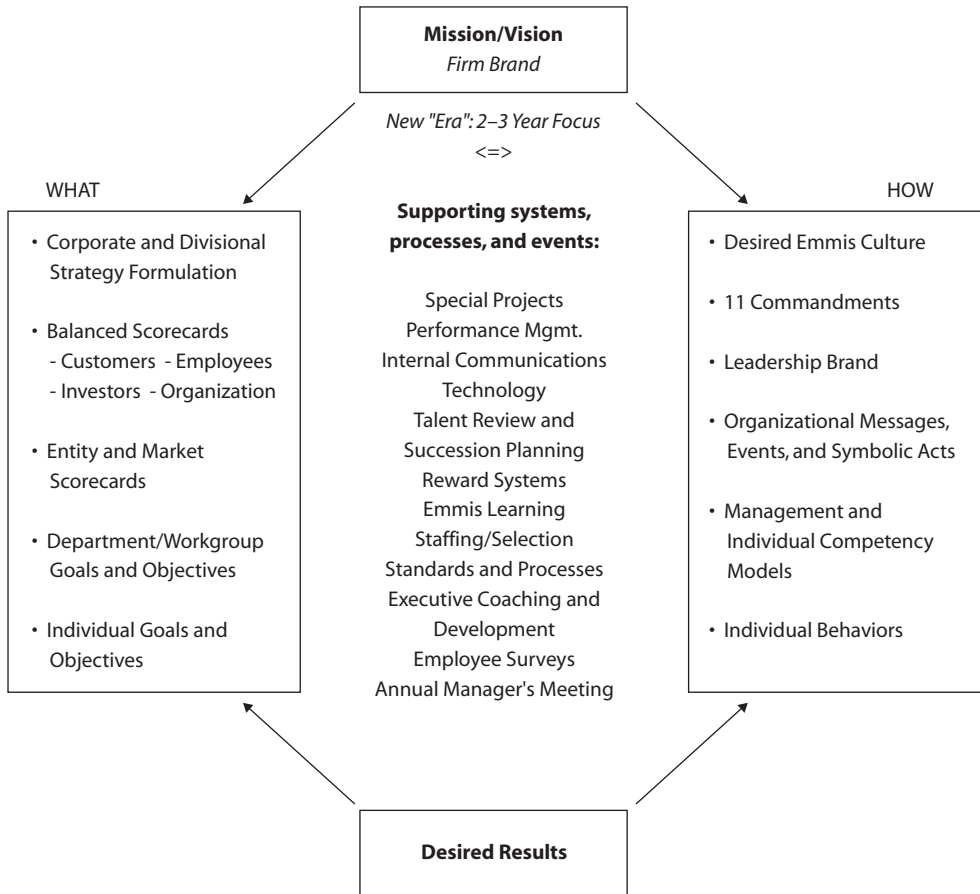 Mission/Vision
Firm Brand
New "Era": 2–3 Year Focus
<=>
WHAT
• Corporate and Divisional
Strategy Formulation
• Balanced Scorecards
- Customers - Employees
- Investors - Organization
• Entity and Market
Scorecards
• Department/Workgroup
Goals and Objectives
• Individual Goals and
Objectives
Supporting systems,
processes, and events:
Special Projects
Performance Mgmt.
Internal Communications
Technology
Talent Review and
Succession Planning
Reward Systems
Emmis Learning
Staffing/Selection
Standards and Processes
Executive Coaching and
Development
Employee Surveys
Annual Manager's Meeting
HOW
• Desired Emmis Culture
• 11 Commandments
• Leadership Brand
• Organizational Messages,
Events, and Symbolic Acts
• Management and
Individual Competency
Models
• Individual Behaviors
Desired Results